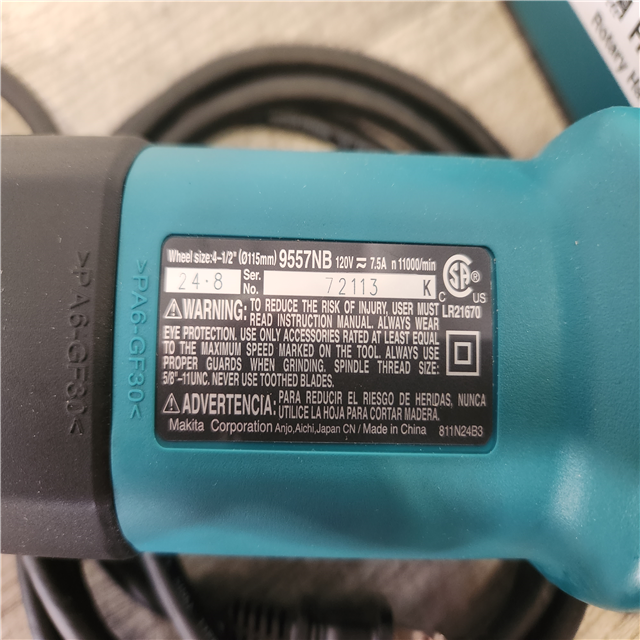 A
Rotary
Wheel size:4-1/2" (Ø115mm) 9557NB 120V ≂ 7.5A n 11000/min
24·8 Ser. No. 72113 K
SA ®
C US
LR21670
⚠WARNING: TO REDUCE THE RISK OF INJURY, USER MUST
READ INSTRUCTION MANUAL. ALWAYS WEAR
EYE PROTECTION. USE ONLY ACCESSORIES RATED AT LEAST EQUAL
TO THE MAXIMUM SPEED MARKED ON THE TOOL. ALWAYS USE
PROPER GUARDS WHEN GRINDING. SPINDLE THREAD SIZE:
5/8"-11UNC. NEVER USE TOOTHED BLADES.
⚠ADVERTENCIA: PARA REDUCIR EL RIESGO DE HERIDAS, NUNCA
UTILICE LA HOJA PARA CORTAR MADERA.
Makita Corporation Anjo,Aichi,Japan CN / Made in China 811N24B3
>PA6-GF30<
>PA6-GF30<